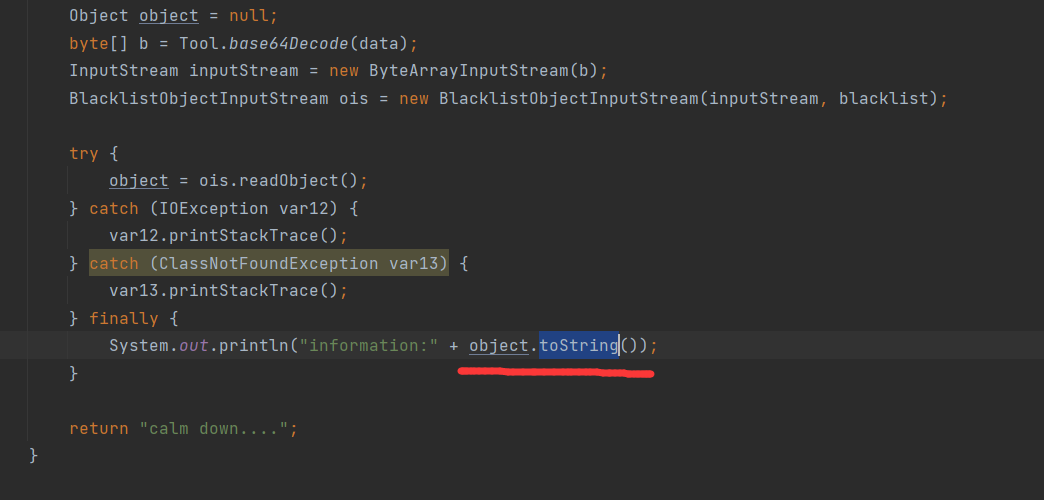 Object object = null;
byte[] b = Tool.base64Decode(data);
InputStream inputStream = new ByteArrayInputStream(b);
BlacklistObjectInputStream ois = new BlacklistObjectInputStream(inputStream, blacklist);
try {
object = ois.readObject();
} catch (IOException var12) {
var12.printStackTrace();
} catch (ClassNotFoundException var13) {
var13.printStackTrace();
} finally {
System.out.println("information:" + object.toString());
}
return "calm down....";
}